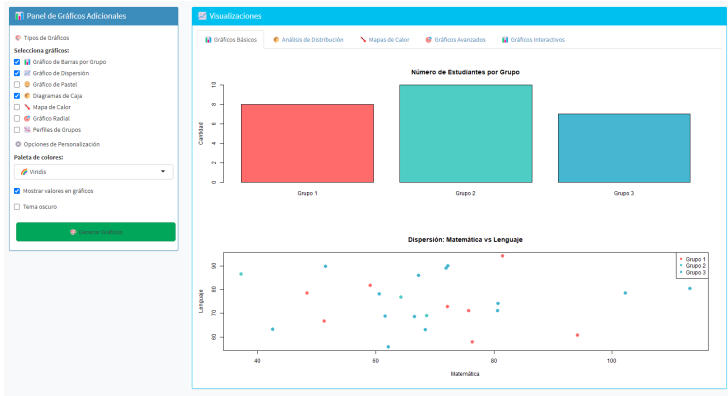 Panel de Gráficos Adicionales
Tipos de Gráficos
Selecciona gráficos:
Gráfico de Barras por Grupo
Gráfico de Dispersión
Gráfico de Pastel
Diagramas de Caja
Mapa de Calor
Gráfico Radial
Perfiles de Grupos
Opciones de Personalización
Paleta de colores:
Viridis
Mostrar valores en gráficos
Tema oscuro
Generar Gráficos
Visualizaciones
Gráficos Básicos
Análisis de Distribución
Mapas de Calor
Gráficos Avanzados
Gráficos Interactivos
Número de Estudiantes por Grupo
Cantidad
10
8
6
4
2
0
Grupo 1
Grupo 2
Grupo 3
Dispersión: Matemática vs Lenguaje
Grupo 1
Grupo 2
Grupo 3
Lenguaje
90
80
70
60
40
60
80
100
Matemática